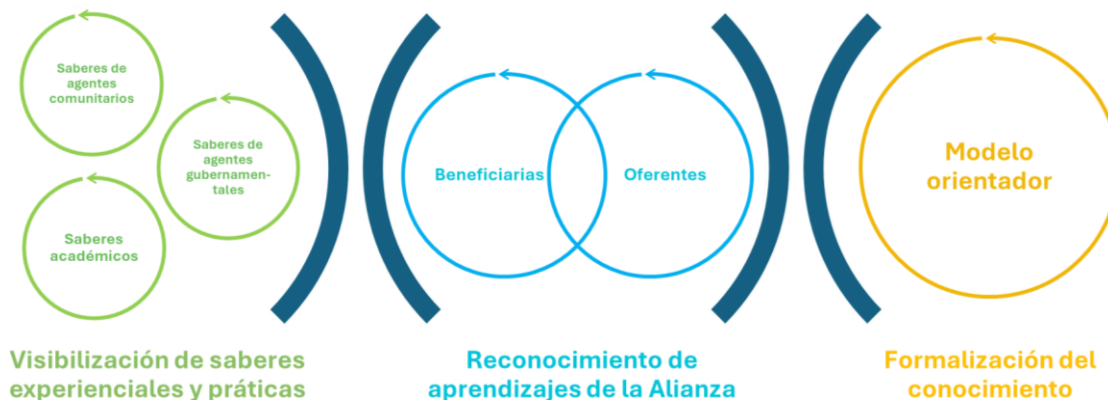 Saberes de
agentes
comunitarios
Saberes de
agentes
gubernamen-
tales
Saberes
académicos
Beneficiarias
Oferentes
Modelo
orientador
Visibilización de saberes
experienciales y práticas
Reconocimiento de
aprendizajes de la Alianza
Formalización del
conocimiento